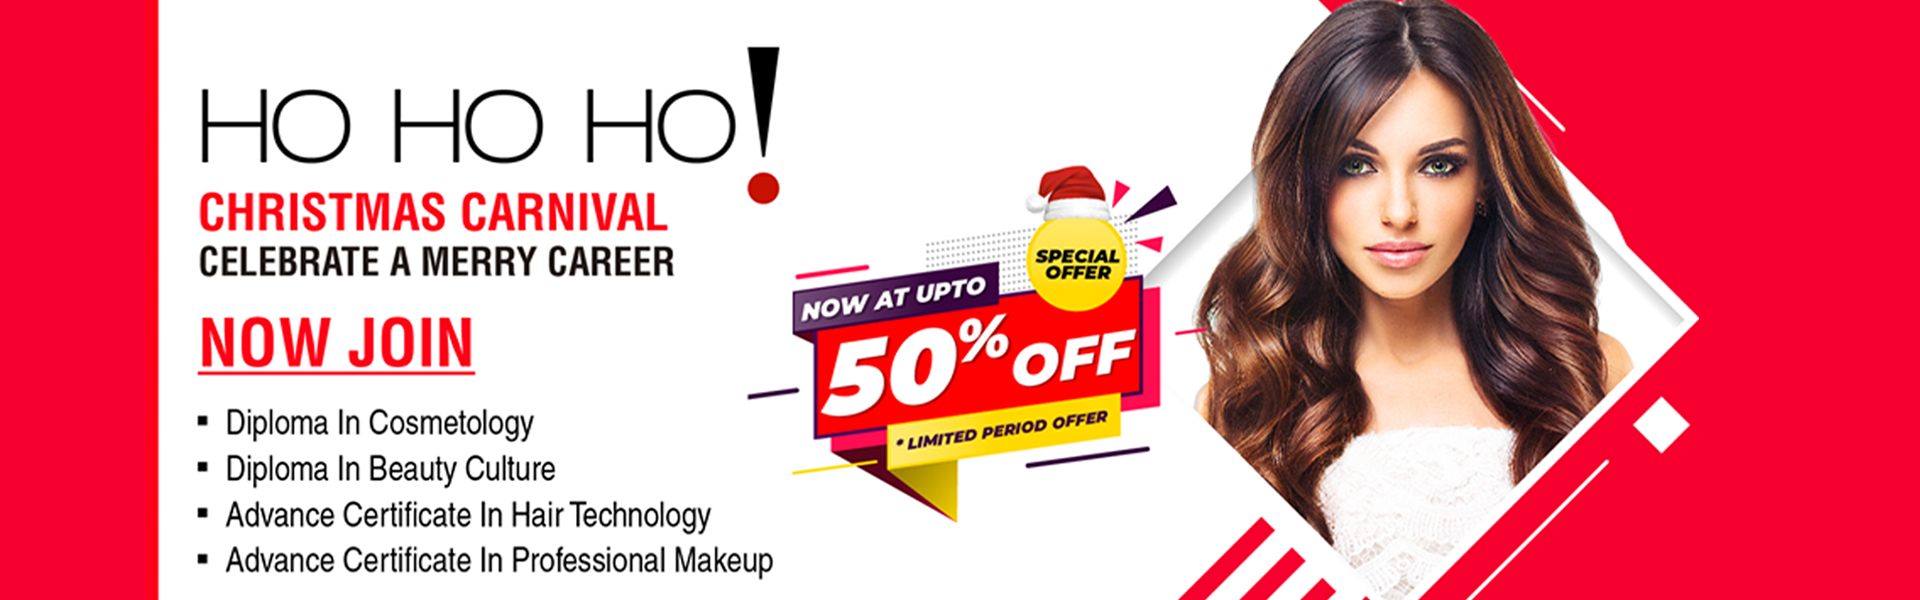 HO HO HO!
CHRISTMAS CARNIVAL
CELEBRATE A MERRY CAREER
NOW JOIN
▪ Diploma In Cosmetology
▪ Diploma In Beauty Culture
▪ Advance Certificate In Hair Technology
▪ Advance Certificate In Professional Makeup
SPECIAL
OFFER
NOW AT UPTO
50% OFF
* LIMITED PERIOD OFFER